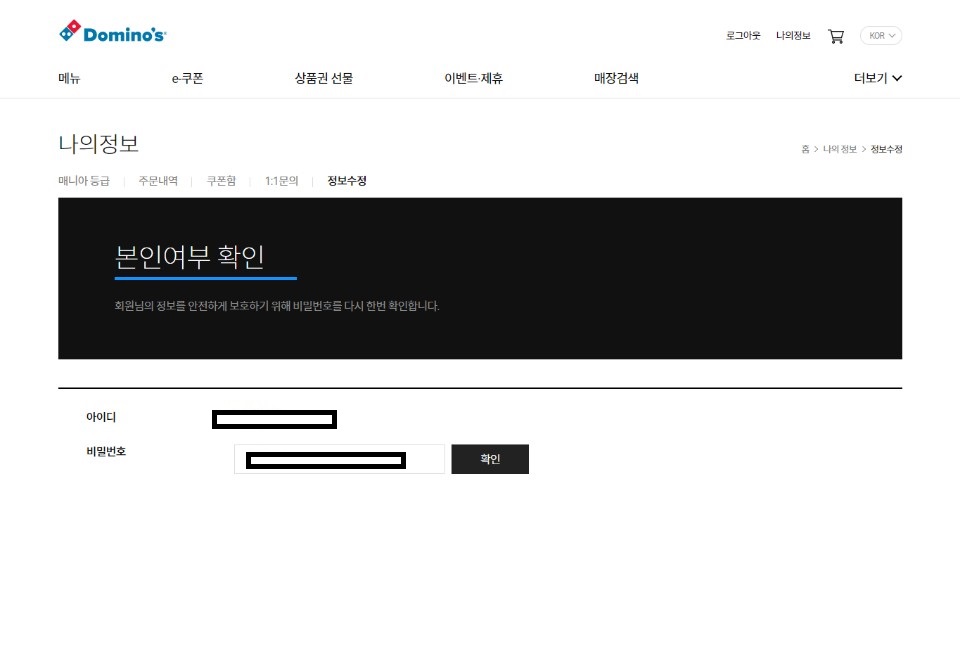 Domino's
로그아웃 나의정보 KOR
메뉴 e-쿠폰 상품권 선물 이벤트·제휴 매장검색 더보기
나의정보
홈 > 나의 정보 > 정보수정
매니아 등급 | 주문내역 | 쿠폰함 | 1:1문의 | 정보수정
본인여부 확인
회원님의 정보를 안전하게 보호하기 위해 비밀번호를 다시 한번 확인합니다.
아이디
비밀번호 확인